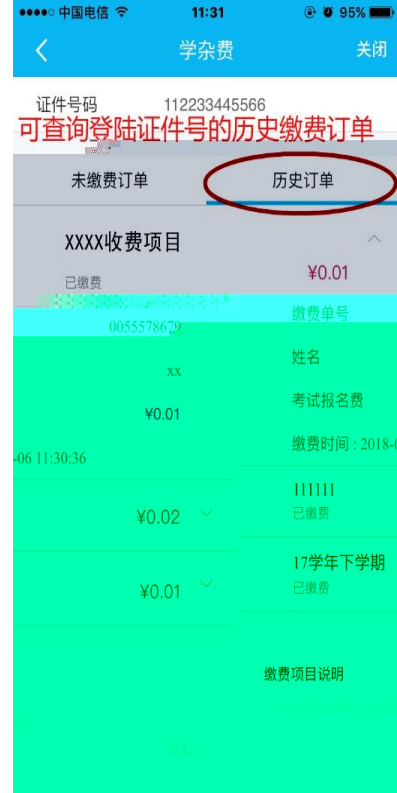 中国电信 11:31 95%
学杂费 关闭
证件号码 112233445566
可查询登陆证件号的历史缴费订单
未缴费订单 历史订单
XXXX收费项目
已缴费 ¥0.01
缴费单号
0055578679
姓名
xx
考试报名费
¥0.01
缴费时间 : 2018-0
-06 11:30:36
111111
¥0.02
已缴费
17学年下学期
¥0.01
已缴费
缴费项目说明